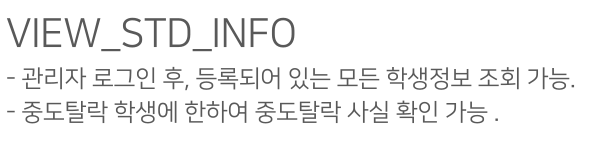 VIEW_STD_INFO
- 관리자 로그인 후, 등록되어 있는 모든 학생정보 조회 가능.
- 중도탈락 학생에 한하여 중도탈락 사실 확인 가능 .